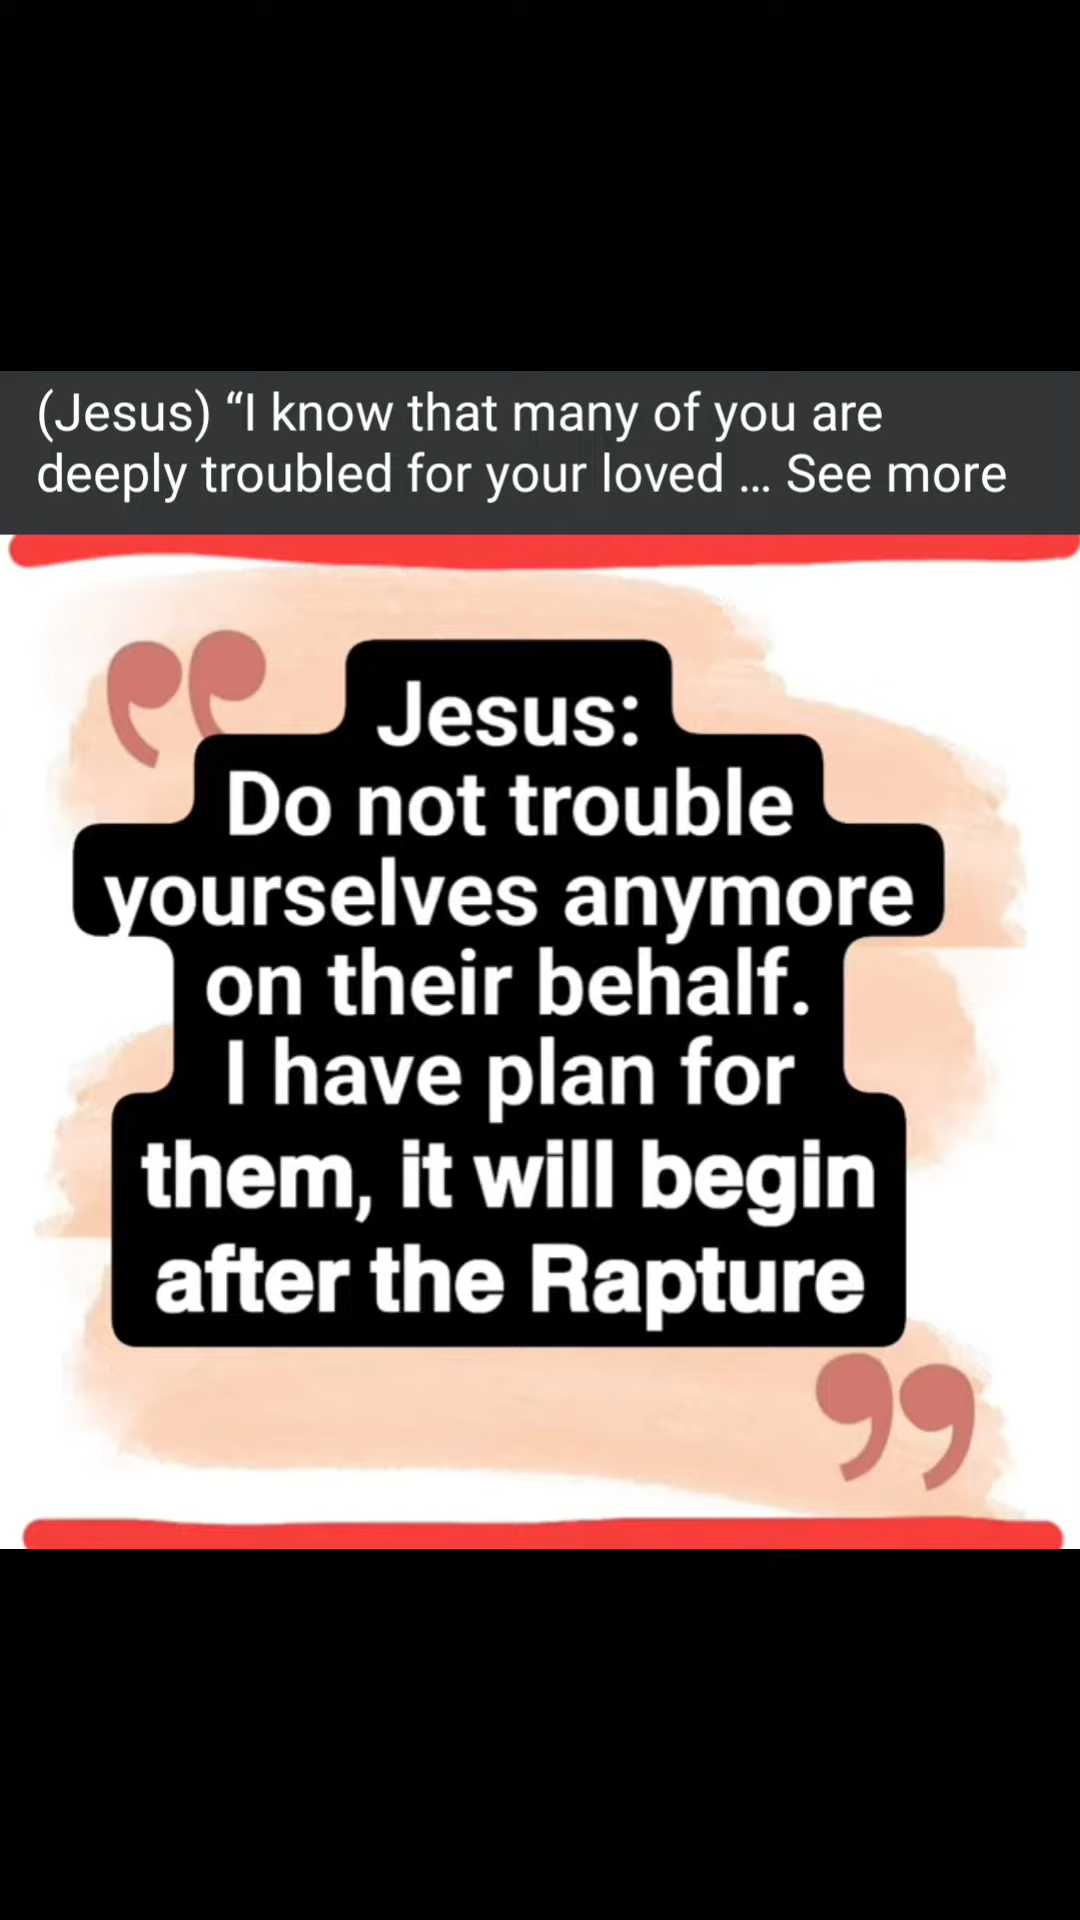 (Jesus) “I know that many of you are
deeply troubled for your loved ... See more
Jesus:
Do not trouble
yourselves anymore
on their behalf.
I have plan for
them, it will begin
after the Rapture